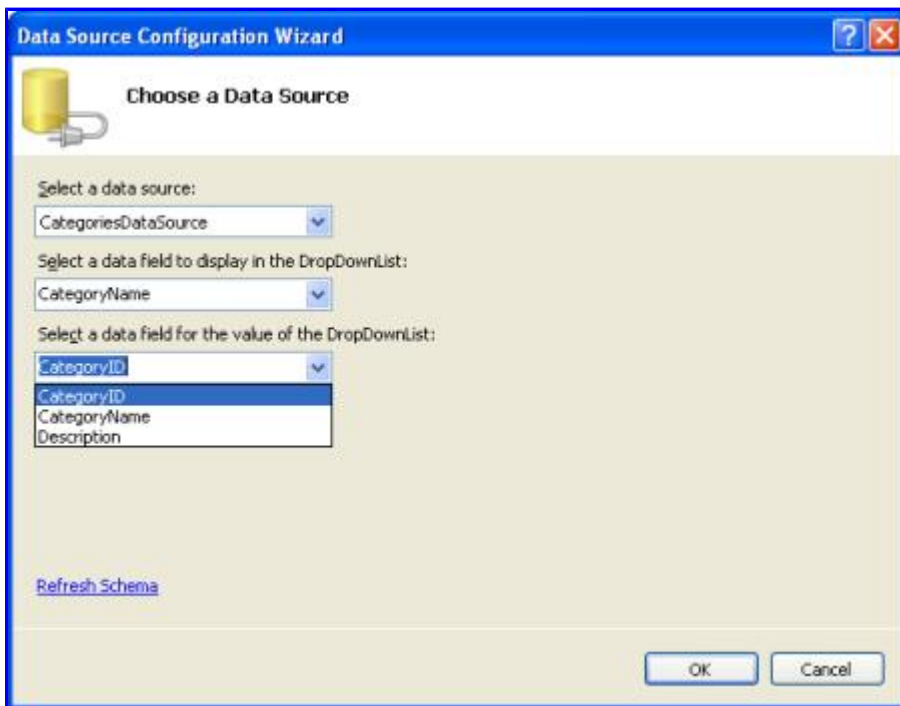 Data Source Configuration Wizard
Choose a Data Source
Select a data source:
CategoriesDataSource
Select a data field to display in the DropDownList:
CategoryName
Select a data field for the value of the DropDownList:
CategoryID
CategoryID
CategoryName
Description
Refresh Schema
OK
Cancel